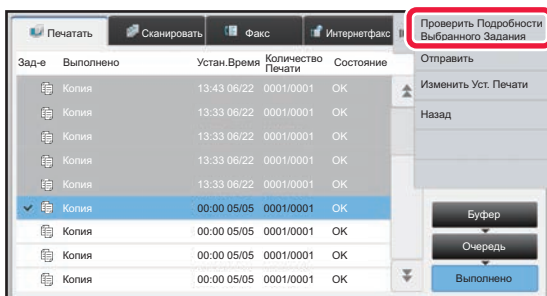 Печатать Сканировать Факс Интернетфакс
Зад-е Выполнено Устан.Время Количество Печати Состояние
Копия 13:43 06/22 0001/0001 OK
Копия 13:33 06/22 0001/0001 OK
Копия 13:33 06/22 0001/0001 OK
Копия 13:33 06/22 0001/0001 OK
Копия 13:33 06/22 0001/0001 OK
Копия 00:00 05/05 0001/0001 OK
Копия 00:00 05/05 0001/0001 OK
Копия 00:00 05/05 0001/0001 OK
Копия 00:00 05/05 0001/0001 OK
Проверить Подробности
Выбранного Задания
Отправить
Изменить Уст. Печати
Назад
Буфер
Очередь
Выполнено